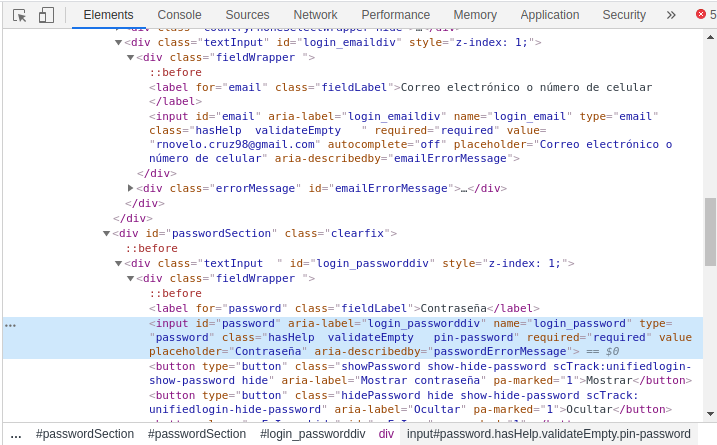 Elements Console Sources Network Performance Memory Application Security » 5
<div class="textInput" id="login_emaildiv" style="z-index: 1;">
<div class="fieldWrapper ">
::before
<label for="email" class="fieldLabel">Correo electrónico o número de celular
</label>
<input id="email" aria-label="login_emaildiv" name="login_email" type="email"
class="hasHelp  validateEmpty   " required="required" value=
"rnovelo.cruz98@gmail.com" autocomplete="off" placeholder="Correo electrónico o
número de celular" aria-describedby="emailErrorMessage">
</div>
<div class="errorMessage" id="emailErrorMessage">…</div>
</div>
</div>
<div id="passwordSection" class="clearfix">
::before
<div class="textInput  " id="login_passworddiv" style="z-index: 1;">
<div class="fieldWrapper ">
::before
<label for="password" class="fieldLabel">Contraseña</label>
… <input id="password" aria-label="login_passworddiv" name="login_password" type=
"password" class="hasHelp  validateEmpty   pin-password" required="required" value
placeholder="Contraseña" aria-describedby="passwordErrorMessage"> == $0
<button type="button" class="showPassword show-hide-password scTrack:unifiedlogin-
show-password hide" aria-label="Mostrar contraseña" pa-marked="1">Mostrar</button>
<button type="button" class="hidePassword hide show-hide-password scTrack:
unifiedlogin-hide-password" aria-label="Ocultar" pa-marked="1">Ocultar</button>
… #passwordSection #passwordSection #login_passworddiv div input#password.hasHelp.validateEmpty.pin-password